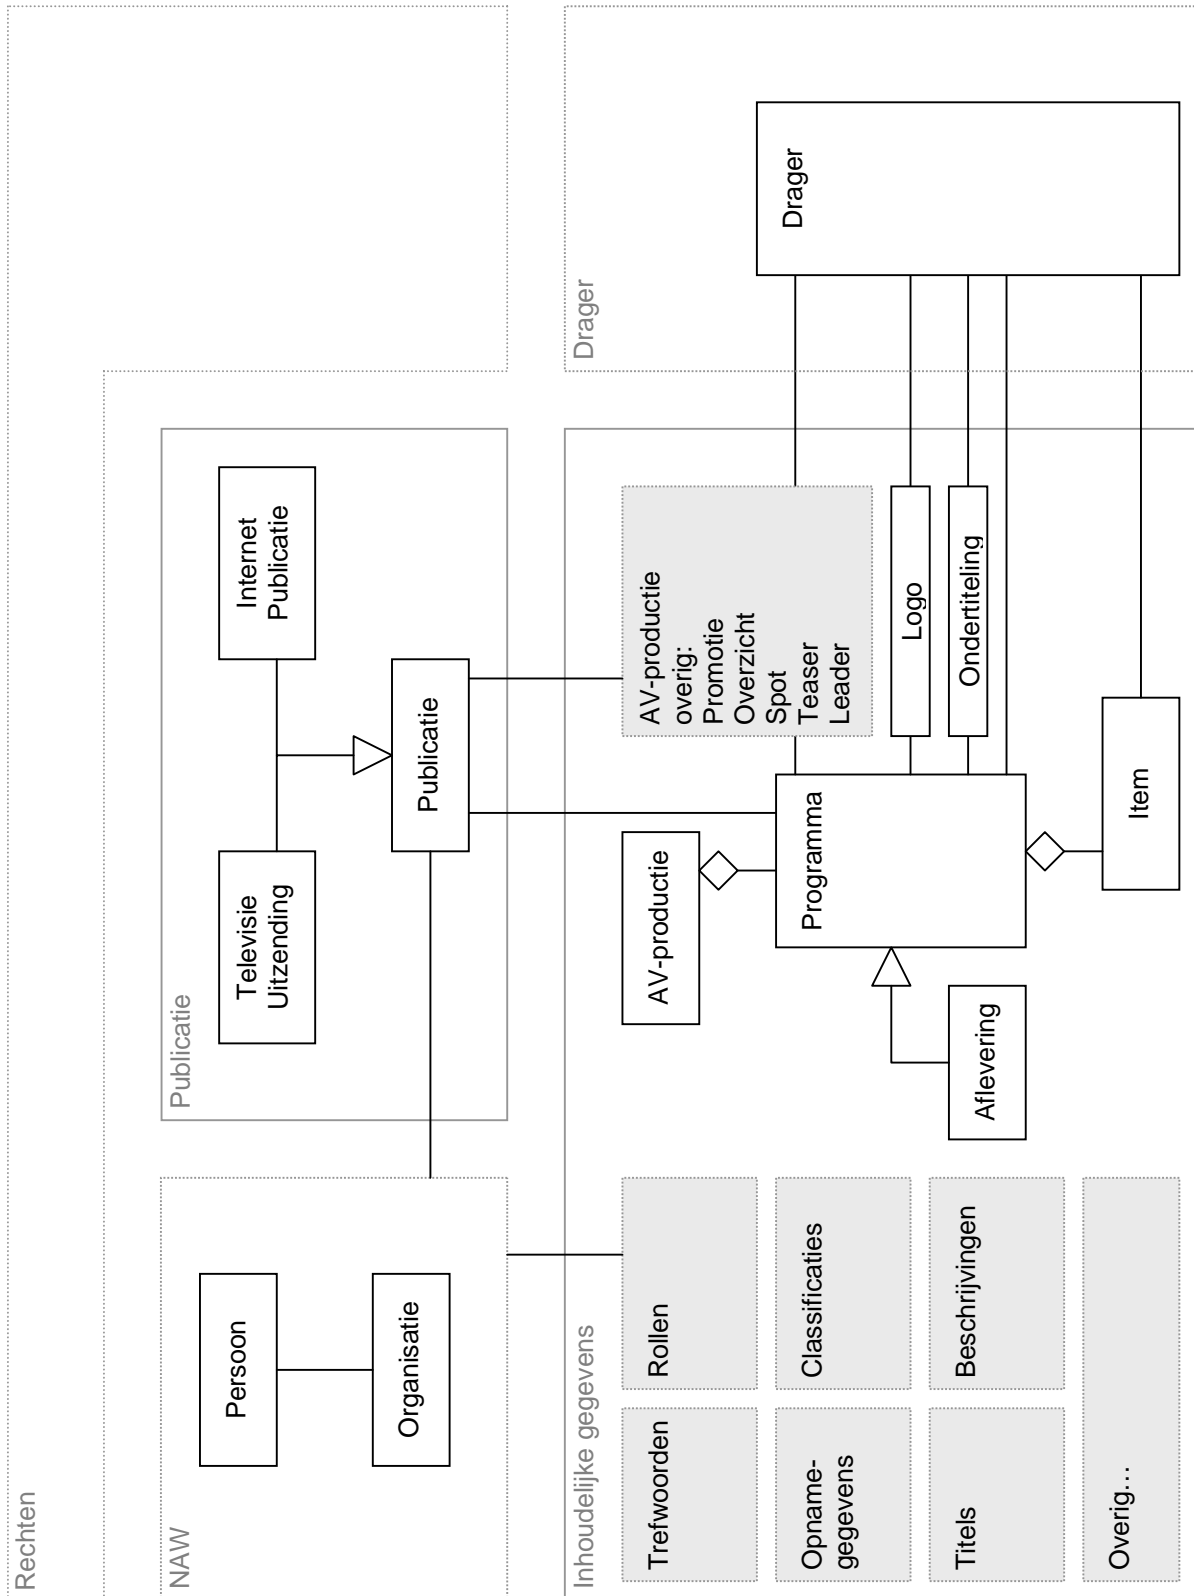 Rechten
NAW
Persoon
Organisatie
Publicatie
Televisie
Uitzending
Internet
Publicatie
Publicatie
Inhoudelijke gegevens
Trefwoorden
Rollen
Opname-
gegevens
Classificaties
Titels
Beschrijvingen
Overig…
AV-productie
Programma
Aflevering
Item
AV-productie
overig:
Promotie
Overzicht
Spot
Teaser
Leader
Logo
Ondertiteling
Drager
Drager